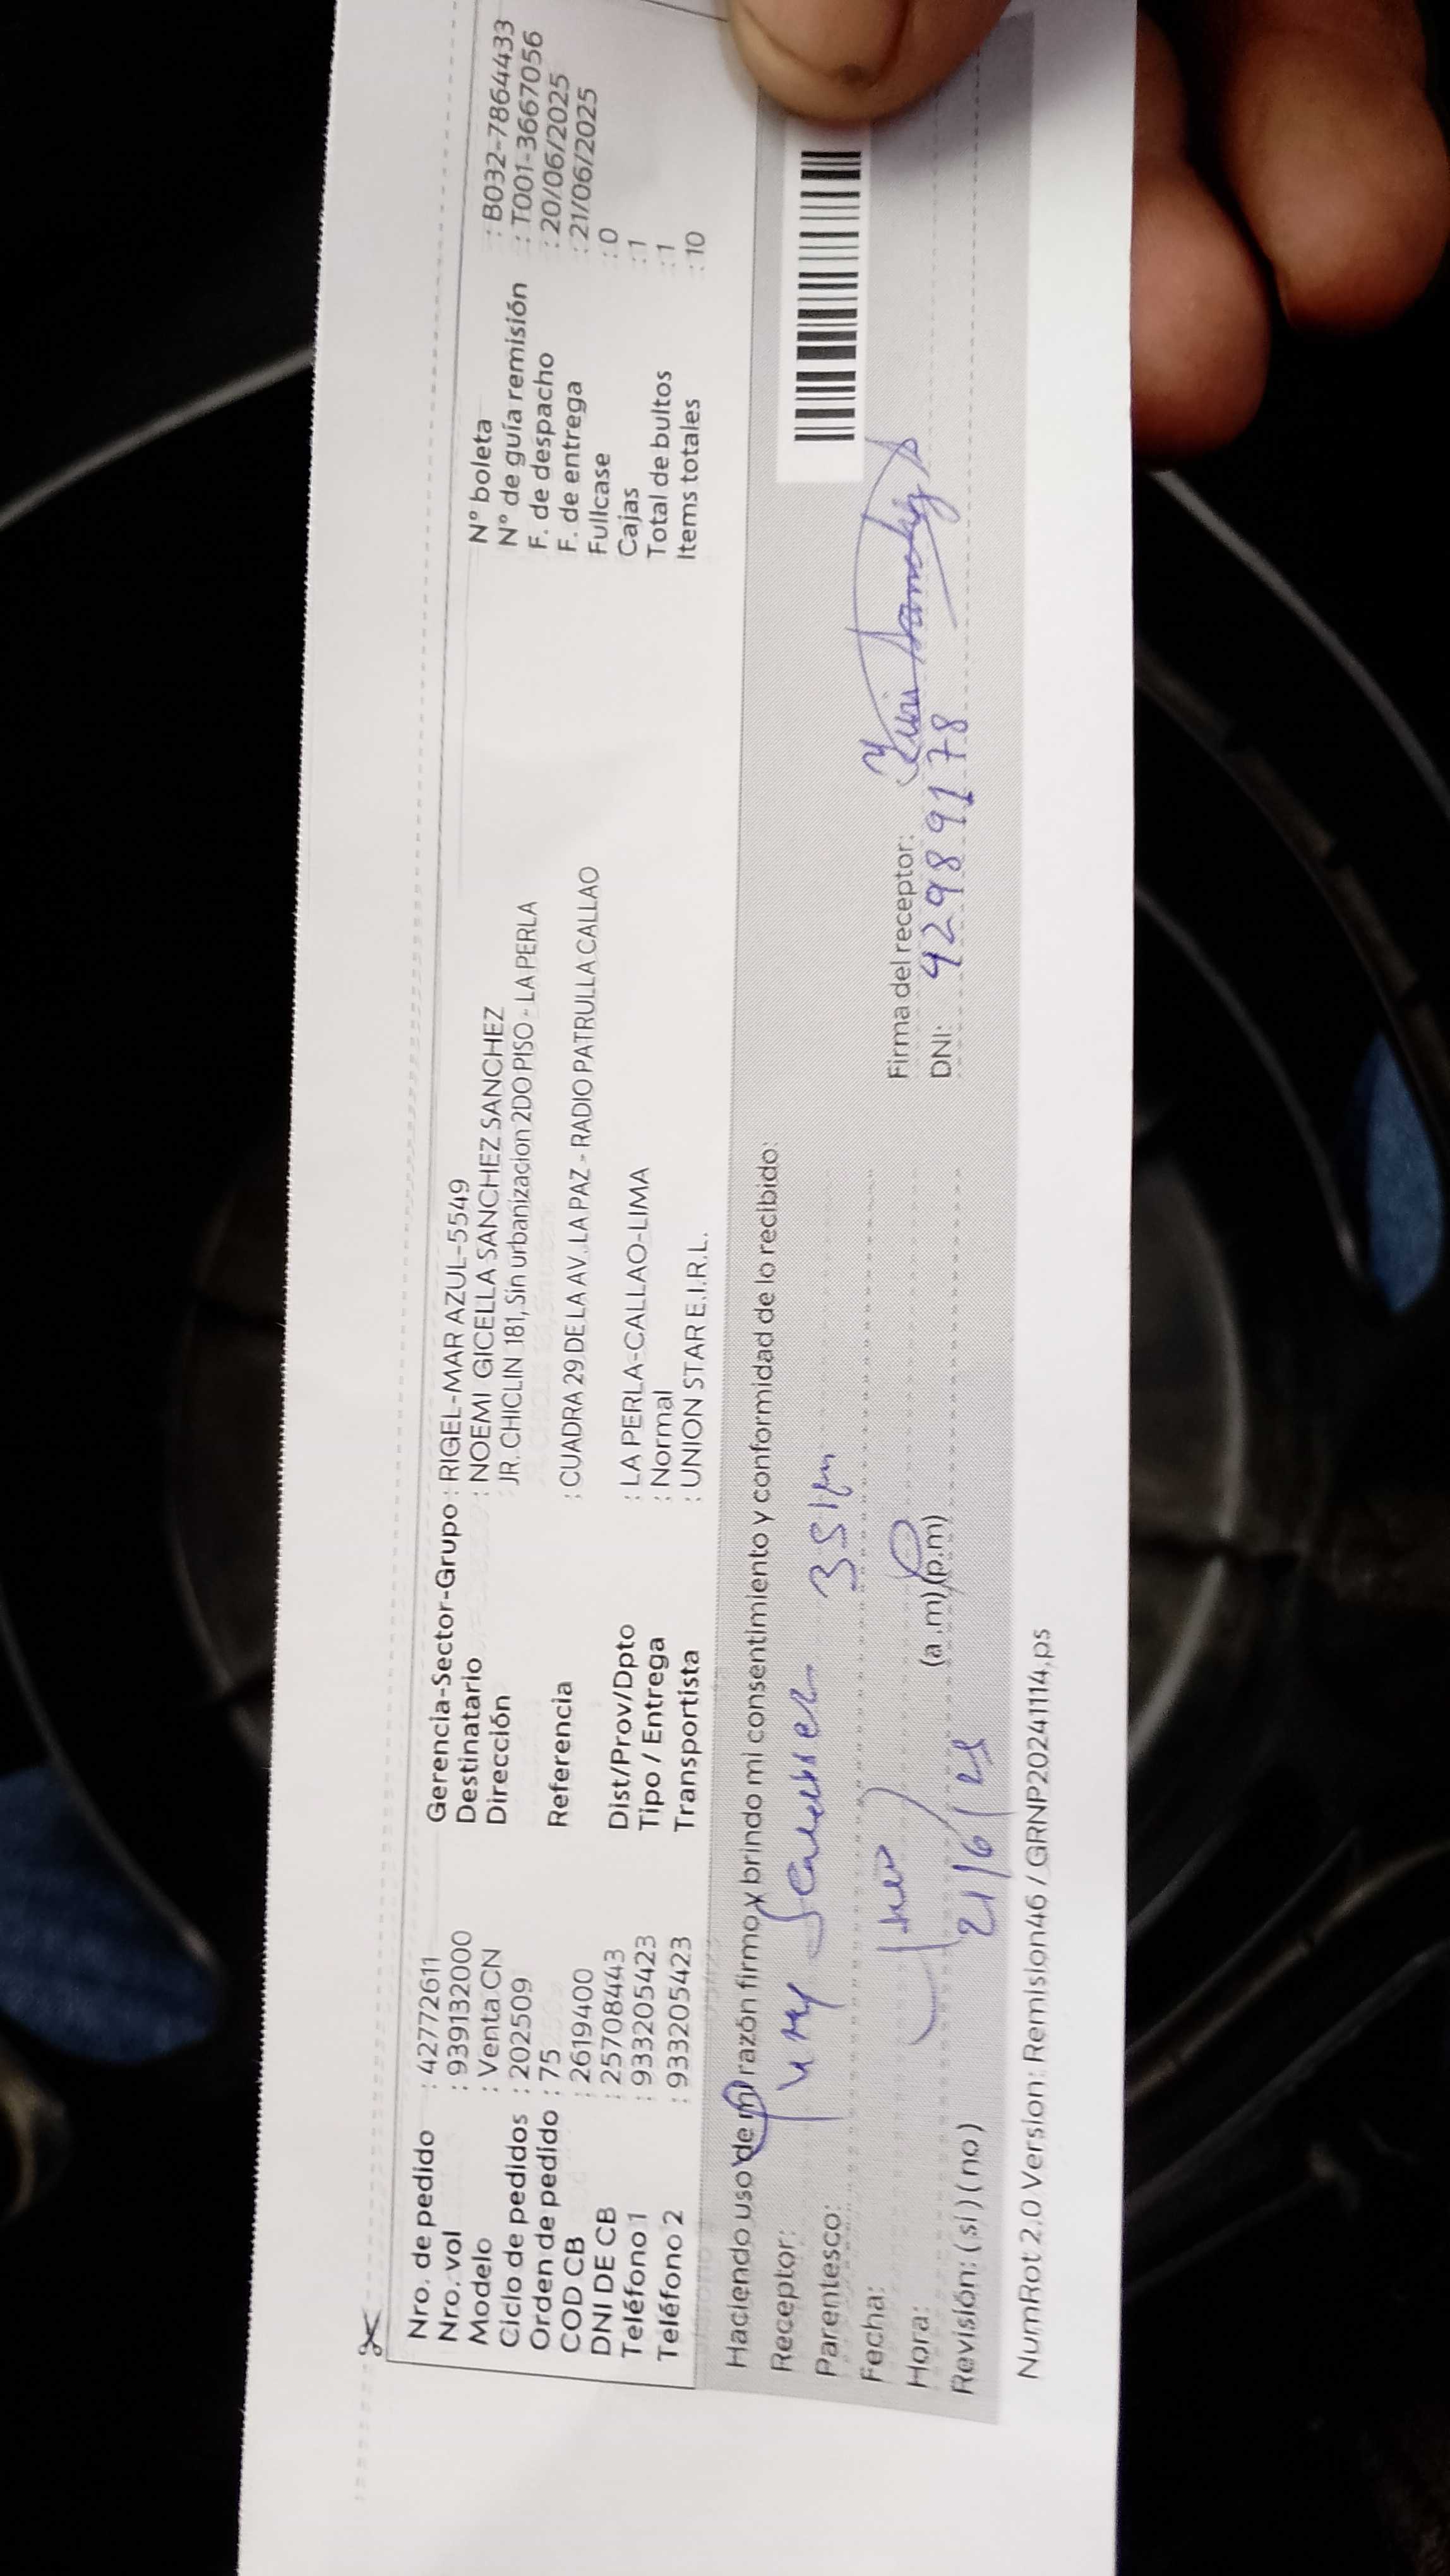 Nro. de pedido : 42772611
Nro. vol : 939132000
Modelo : Venta CN
Ciclo de pedidos : 202509
Orden de pedido : 75
COD CB : 2619400
DNI DE CB : 25708443
Teléfono 1 : 933205423
Teléfono 2 : 933205423
Gerencia-Sector-Grupo : RIGEL-MAR AZUL-5549
Destinatario : NOEMI GICELLA SANCHEZ SANCHEZ
Dirección JR. CHICLIN 181, Sin urbanizacion 2DO PISO - LA PERLA
Referencia : CUADRA 29 DE LA AV. LA PAZ - RADIO PATRULLA CALLAO
Dist/Prov/Dpto : LA PERLA-CALLAO-LIMA
Tipo / Entrega : Normal
Transportista : UNION STAR E.I.R.L.
N° boleta : B032-7864433
N° de guía remisión : T001-3667056
F. de despacho : 20/06/2025
F. de entrega : 21/06/2025
Fullcase : 0
Cajas : 1
Total de bultos : 1
Items totales : 10
Haciendo uso de mi razón firmo y brindo mi consentimiento y conformidad de lo recibido:
Receptor:
Parentesco:
Fecha:
Hora: 21/6/25 (a.m) (p.m)
Revisión: (si) (no)
Firma del receptor:
DNI: 42989178
NumRot 2.0 Version: Remision46 / GRNP20241114.ps